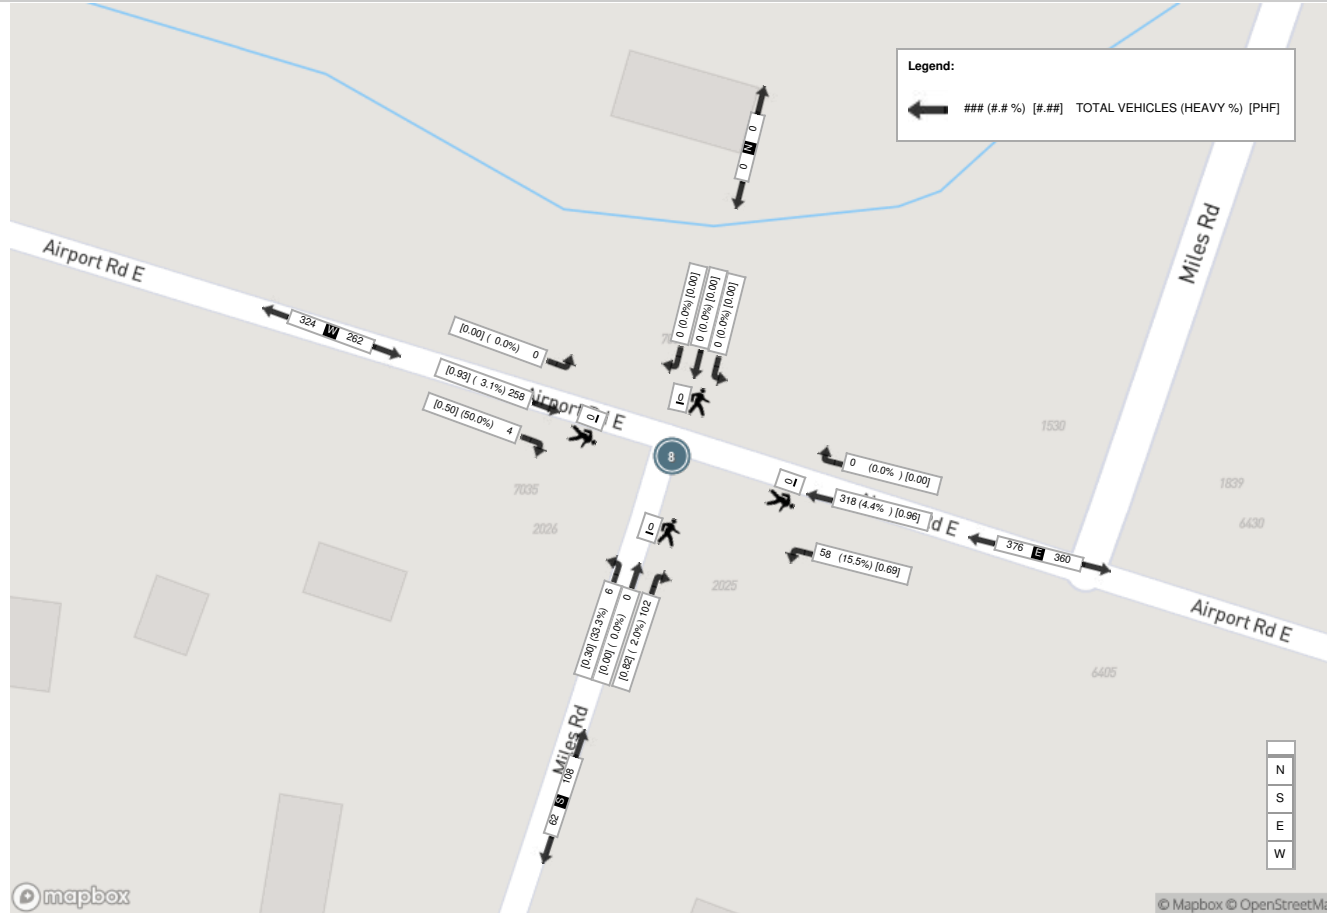 Legend:
### (#.# %) [#.##] TOTAL VEHICLES (HEAVY %) [PHF]
0 N 0
Miles Rd
Airport Rd E
324 W 262
[0.00] ( 0.0%) 0
[0.93] ( 3.1%) 258
[0.50] (50.0%) 4
0 (0.0%) [0.00]
0 (0.0%) [0.00]
0 (0.0%) [0.00]
0
0
Airport Rd E
8
1530
0 (0.0% ) [0.00]
318 (4.4% ) [0.96]
58 (15.5%) [0.69]
0
d E
376 E 360
1839
6430
7035
2026
0
2025
Airport Rd E
6405
[0.30] (33.3%) 6
[0.00] ( 0.0%) 0
[0.82] ( 2.0%) 102
Miles Rd
62 S 108
N
S
E
W
mapbox
© Mapbox © OpenStreetMa